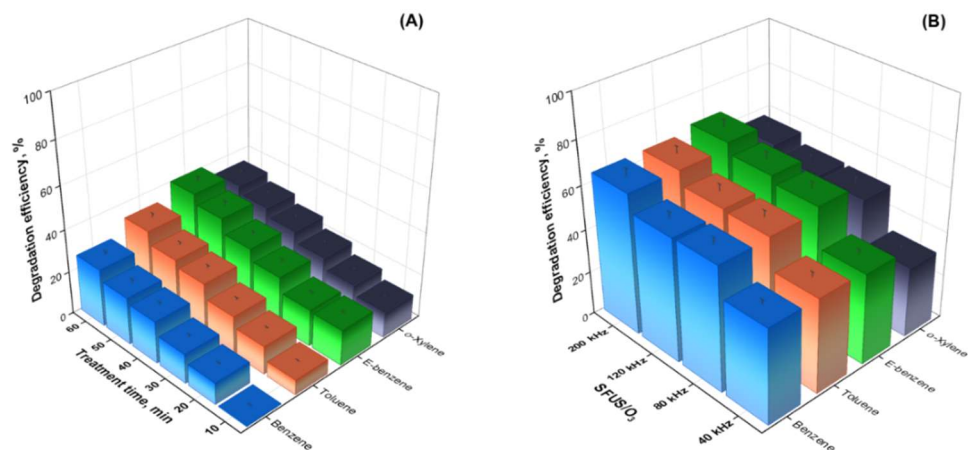 (A)
Degradation efficiency, %
100
80
60
40
20
0
60
50
40
30
20
10
Treatment time, min
Benzene
Toluene
E-benzene
o-Xylene
(B)
Degradation efficiency, %
100
80
60
40
20
0
200 kHz
120 kHz
80 kHz
40 kHz
SFUS/O₃
Benzene
Toluene
E-benzene
o-Xylene